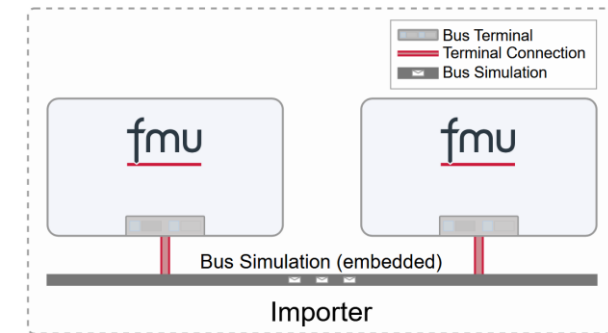 Bus Terminal
Terminal Connection
Bus Simulation
fmu
fmu
Bus Simulation (embedded)
Importer